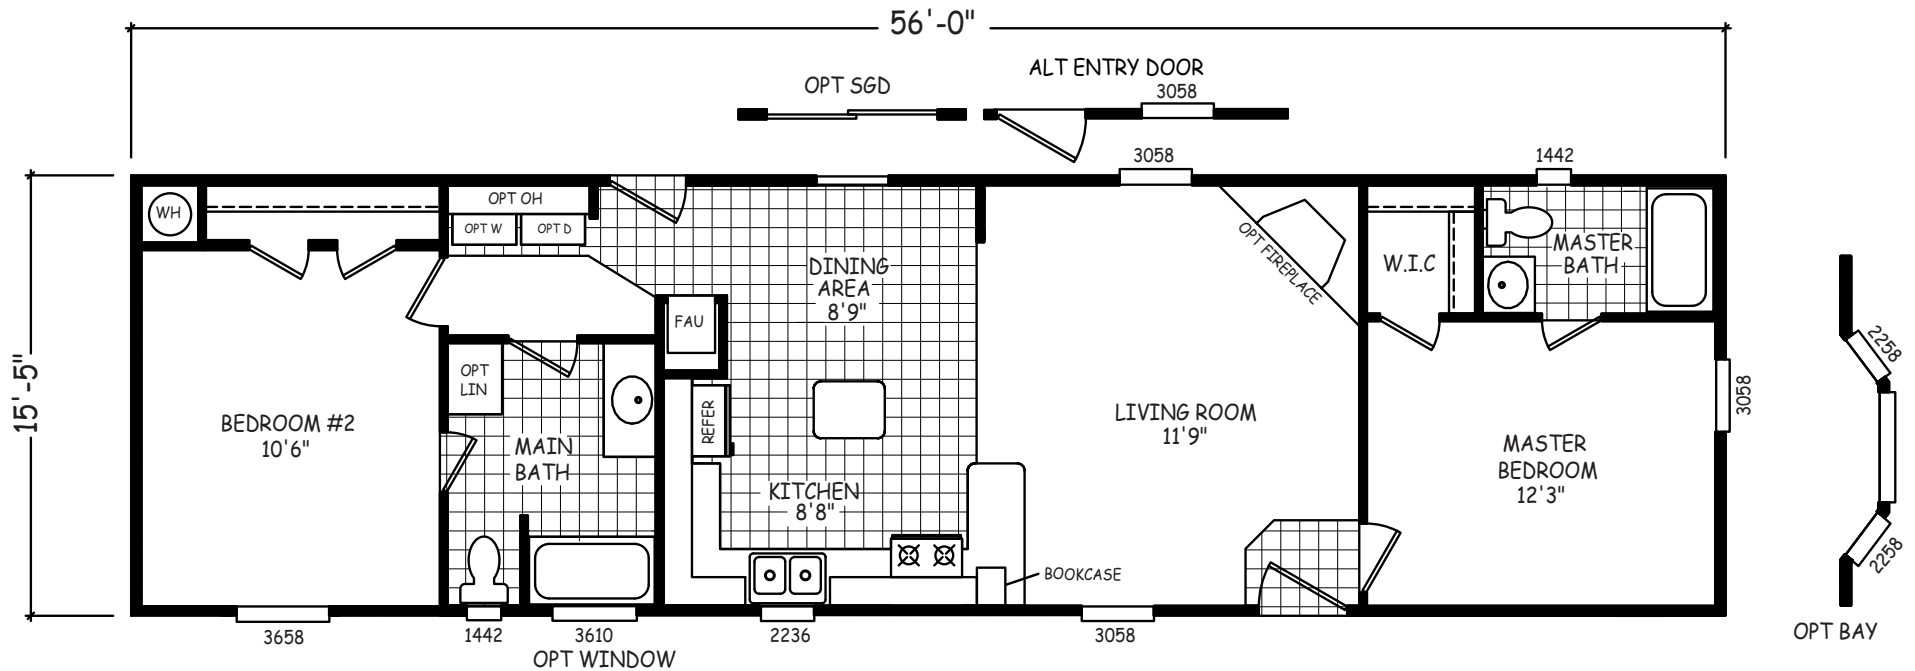 56'-0"
ALT ENTRY DOOR
OPT SGD
3058
3058
1442
WH
OPT OH
OPT W
OPT D
DINING
AREA
8'9"
OPT FIREPLACE
W.I.C
MASTER
BATH
FAU
15'-5"
OPT
LIN
REFER
BEDROOM #2
10'6"
MAIN
BATH
KITCHEN
8'8"
LIVING ROOM
11'9"
MASTER
BEDROOM
12'3"
3058
2258
2258
BOOKCASE
3658
1442
3610
2236
3058
OPT WINDOW
OPT BAY